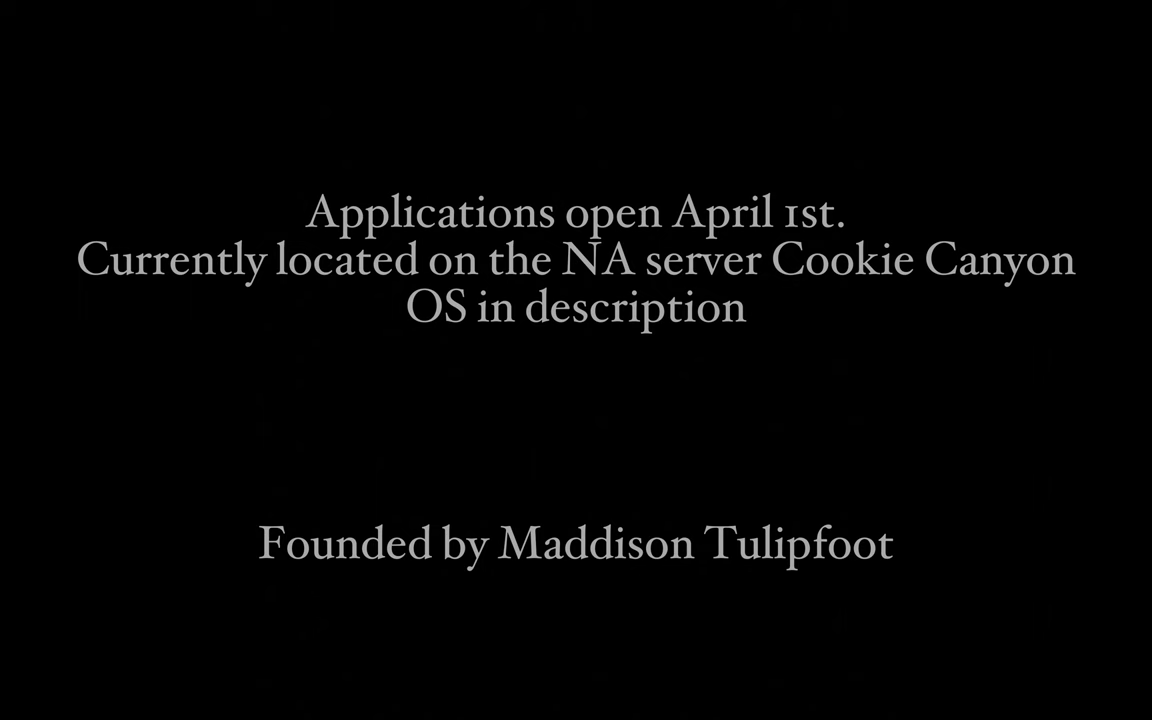 Applications open April 1st.
Currently located on the NA server Cookie Canyon
OS in description
Founded by Maddison Tulipfoot